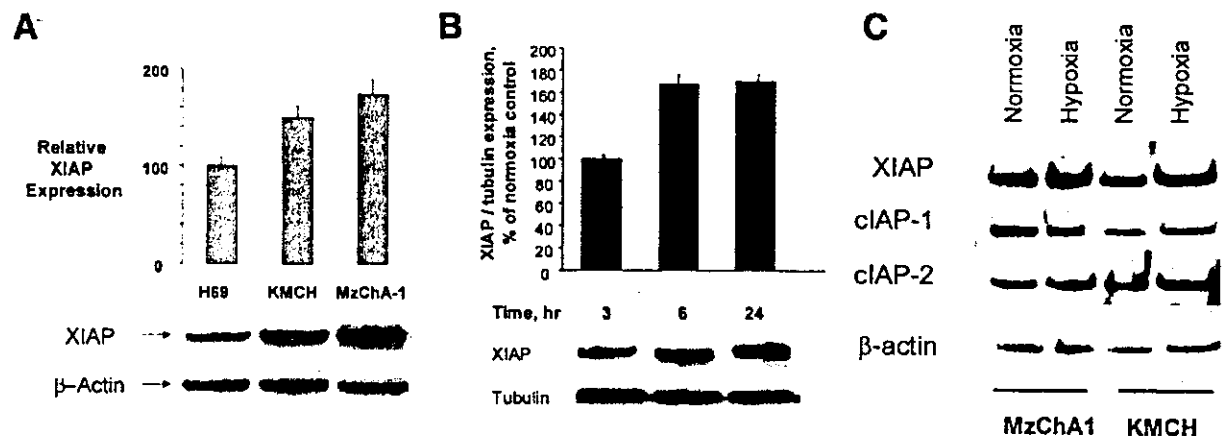 A
200
Relative
XIAP
Expression
100
0
H69 KMCH MzChA-1
XIAP
β–Actin
B
XIAP / tubulin expression,
% of normoxia control
200
180
160
140
120
100
80
60
40
20
0
Time, hr 3 6 24
XIAP
Tubulin
C
Normoxia Hypoxia Normoxia Hypoxia
XIAP
cIAP-1
cIAP-2
β-actin
MzChA1 KMCH